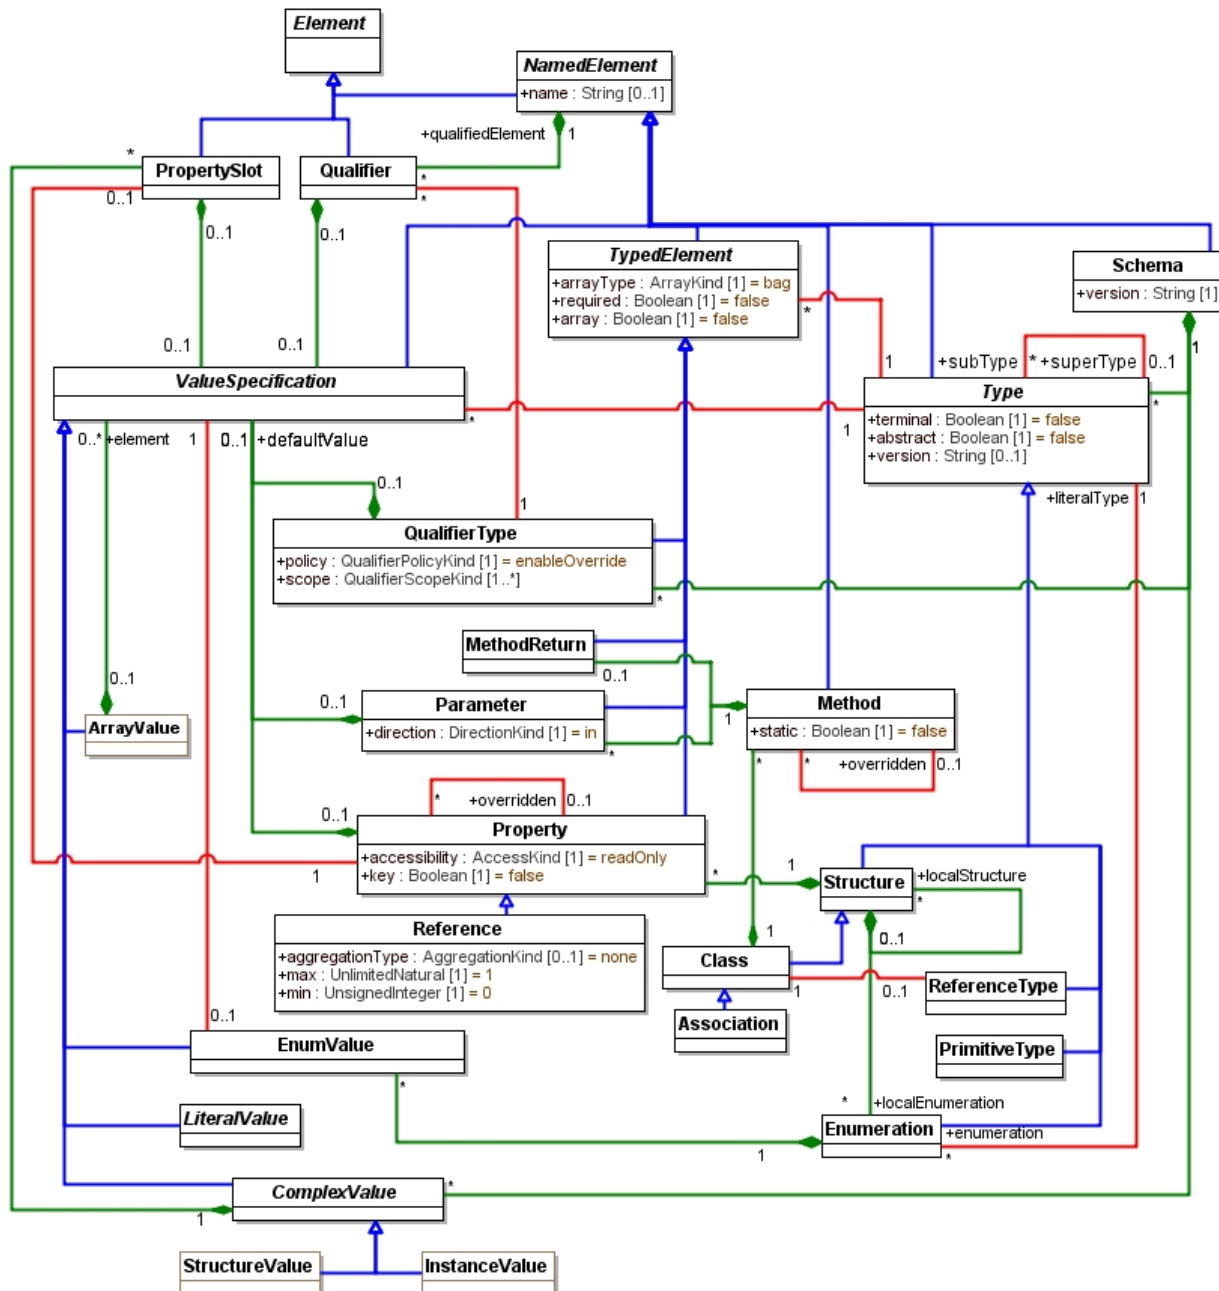 Element
NamedElement
+name : String [0..1]
+qualifiedElement
1
*
PropertySlot
Qualifier
*
0..1
*
0..1
0..1
TypedElement
+arrayType : ArrayKind [1] = bag
+required : Boolean [1] = false
+array : Boolean [1] = false
*
Schema
+version : String [1]
1
0..1
0..1
1
+subType
*
+superType
0..1
ValueSpecification
*
Type
+terminal : Boolean [1] = false
+abstract : Boolean [1] = false
+version : String [0..1]
*
1
0..*
+element
1
0..1
+defaultValue
0..1
1
+literalType
1
QualifierType
+policy : QualifierPolicyKind [1] = enableOverride
+scope : QualifierScopeKind [1..*]
*
MethodReturn
0..1
0..1
ArrayValue
0..1
Parameter
+direction : DirectionKind [1] = in
*
1
Method
+static : Boolean [1] = false
*
*
+overridden
0..1
*
+overridden
0..1
0..1
Property
+accessibility : AccessKind [1] = readOnly
+key : Boolean [1] = false
1
*
1
Structure
+localStructure
*
0..1
Reference
+aggregationType : AggregationKind [0..1] = none
+max : UnlimitedNatural [1] = 1
+min : UnsignedInteger [1] = 0
1
Class
1
0..1
ReferenceType
Association
0..1
EnumValue
*
PrimitiveType
*
+localEnumeration
LiteralValue
Enumeration
+enumeration
*
1
ComplexValue
*
1
StructureValue
InstanceValue